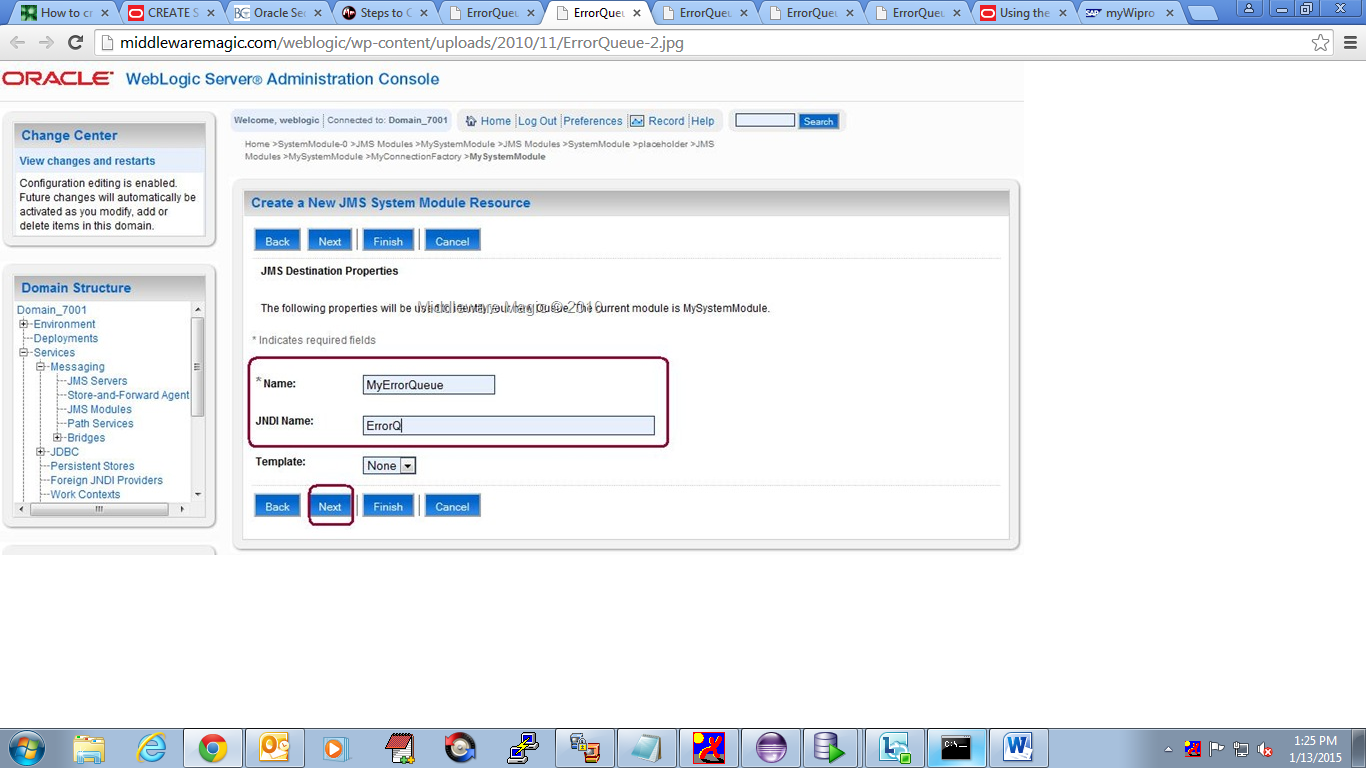 How to cr
CREATE S
Oracle Se
Steps to C
ErrorQueu
ErrorQueu
ErrorQueu
ErrorQueu
ErrorQueu
Using the
myWipro
middlewaremagic.com/weblogic/wp-content/uploads/2010/11/ErrorQueue-2.jpg
ORACLE WebLogic Server® Administration Console
Change Center
View changes and restarts
Configuration editing is enabled.
Future changes will automatically be
activated as you modify, add or
delete items in this domain.
Domain Structure
Domain_7001
Environment
Deployments
Services
Messaging
JMS Servers
Store-and-Forward Agent
JMS Modules
Path Services
Bridges
JDBC
Persistent Stores
Foreign JNDI Providers
Work Contexts
Welcome, weblogic Connected to: Domain_7001
Home Log Out Preferences Record Help
Search
Home >SystemModule-0 >JMS Modules >MySystemModule >JMS Modules >SystemModule >placeholder >JMS
Modules >MySystemModule >MyConnectionFactory >MySystemModule
Create a New JMS System Module Resource
Back Next Finish Cancel
JMS Destination Properties
The following properties will be used to identify your new Queue. The current module is MySystemModule.
Middleware Magic © 2010
* Indicates required fields
* Name: MyErrorQueue
JNDI Name: ErrorQ
Template: None
Back Next Finish Cancel
1:25 PM
1/13/2015